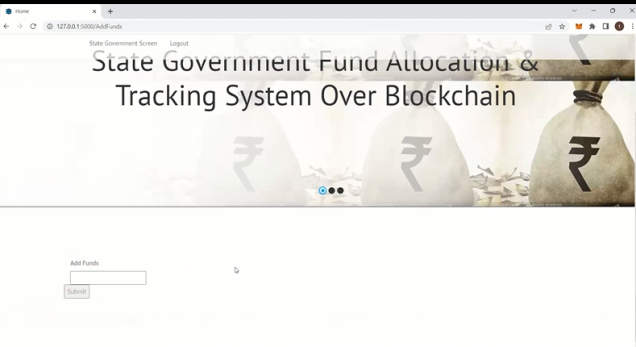 Home
127.0.0.1:5000/AddFunds
State Government Screen Logout
State Government Fund Allocation &
Tracking System Over Blockchain
₹ ₹ ₹
Add Funds
Submit